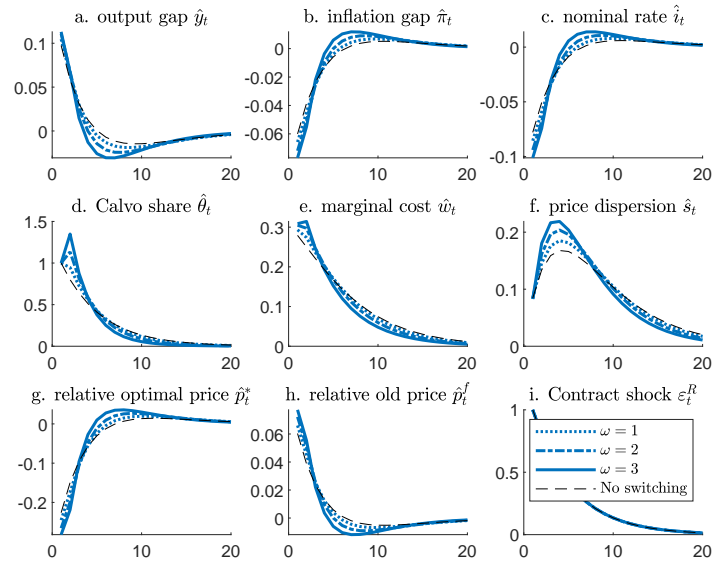 a. output gap ŷ_t
b. inflation gap π̂_t
c. nominal rate î_t
0.1
0.05
0
0 10 20
0
-0.02
-0.04
-0.06
0 10 20
0
-0.05
-0.1
0 10 20
d. Calvo share θ̂_t
e. marginal cost ŵ_t
f. price dispersion ŝ_t
1.5
1
0.5
0
0 10 20
0.3
0.2
0.1
0
0 10 20
0.2
0.1
0
0 10 20
g. relative optimal price p̂*_t
h. relative old price p̂^f_t
i. Contract shock ε^R_t
0
-0.1
-0.2
0 10 20
0.06
0.04
0.02
0
0 10 20
1
0.5
0
0 10 20
ω = 1
ω = 2
ω = 3
No switching